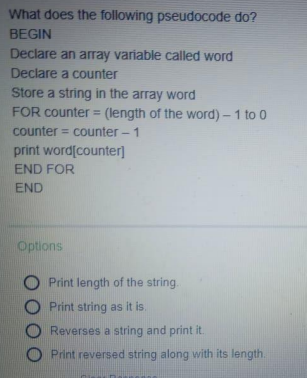 What does the following pseudocode do?
BEGIN
Declare an array variable called word
Declare a counter
Store a string in the array word
FOR counter = (length of the word) – 1 to 0
counter = counter – 1
print word[counter]
END FOR
END
Options
Print length of the string.
Print string as it is.
Reverses a string and print it.
Print reversed string along with its length.